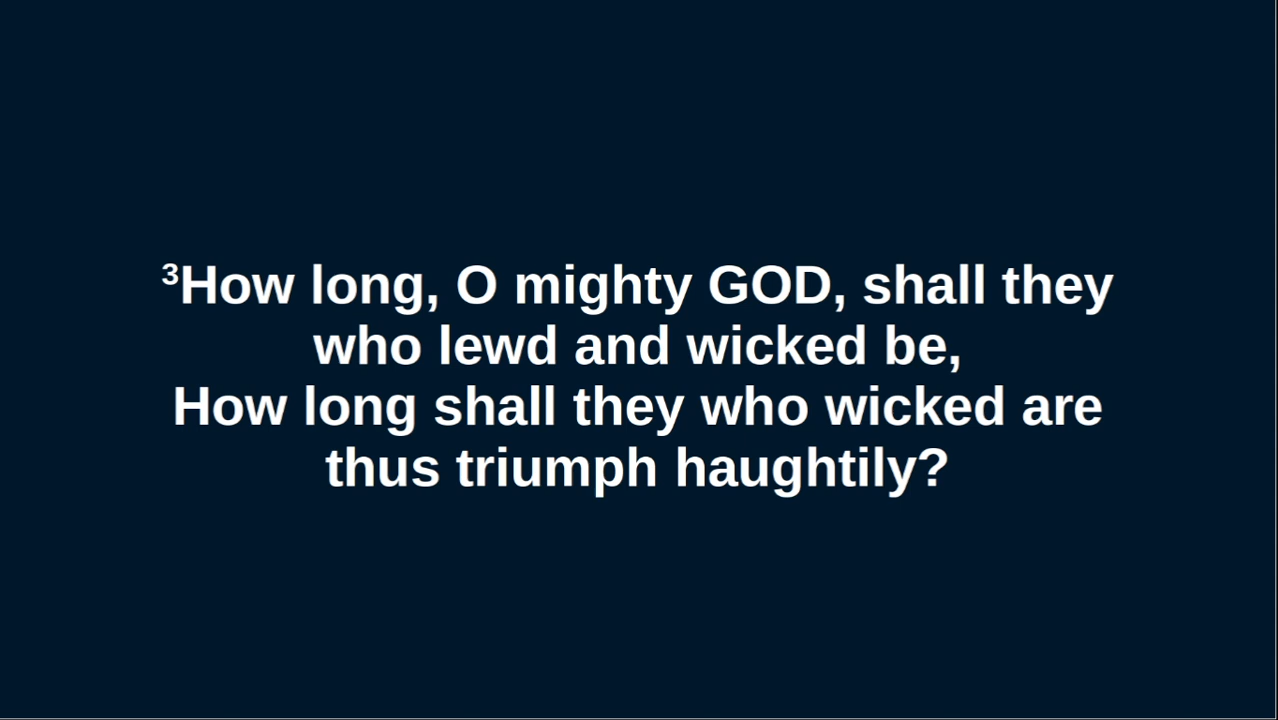 ³How long, O mighty GOD, shall they
who lewd and wicked be,
How long shall they who wicked are
thus triumph haughtily?